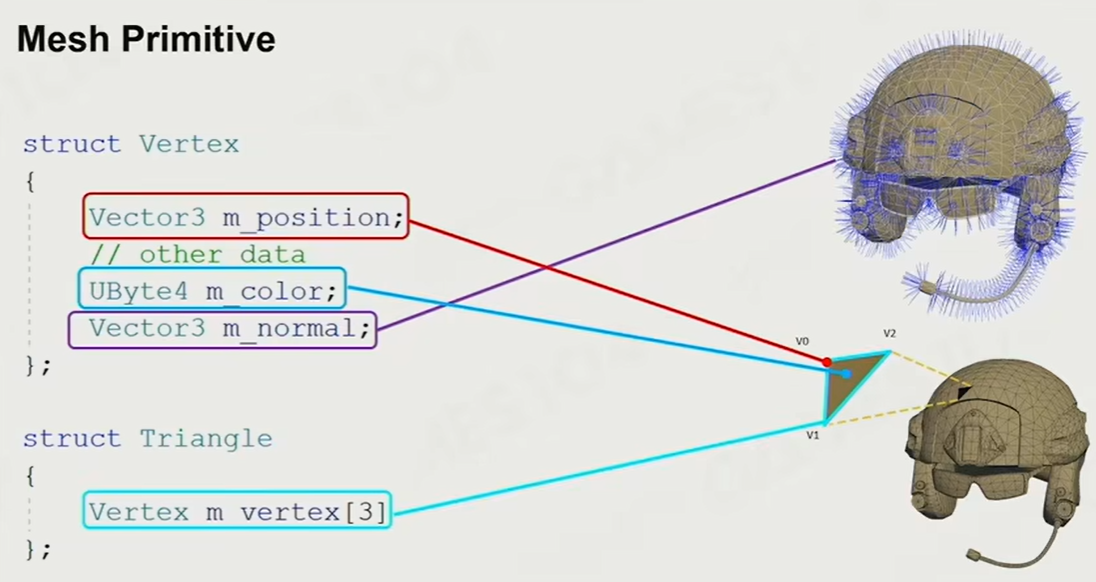 Mesh Primitive
struct Vertex
{
Vector3 m_position;
// other data
UByte4 m_color;
Vector3 m_normal;
};
V0
V2
V1
struct Triangle
{
Vertex m_vertex[3]
};